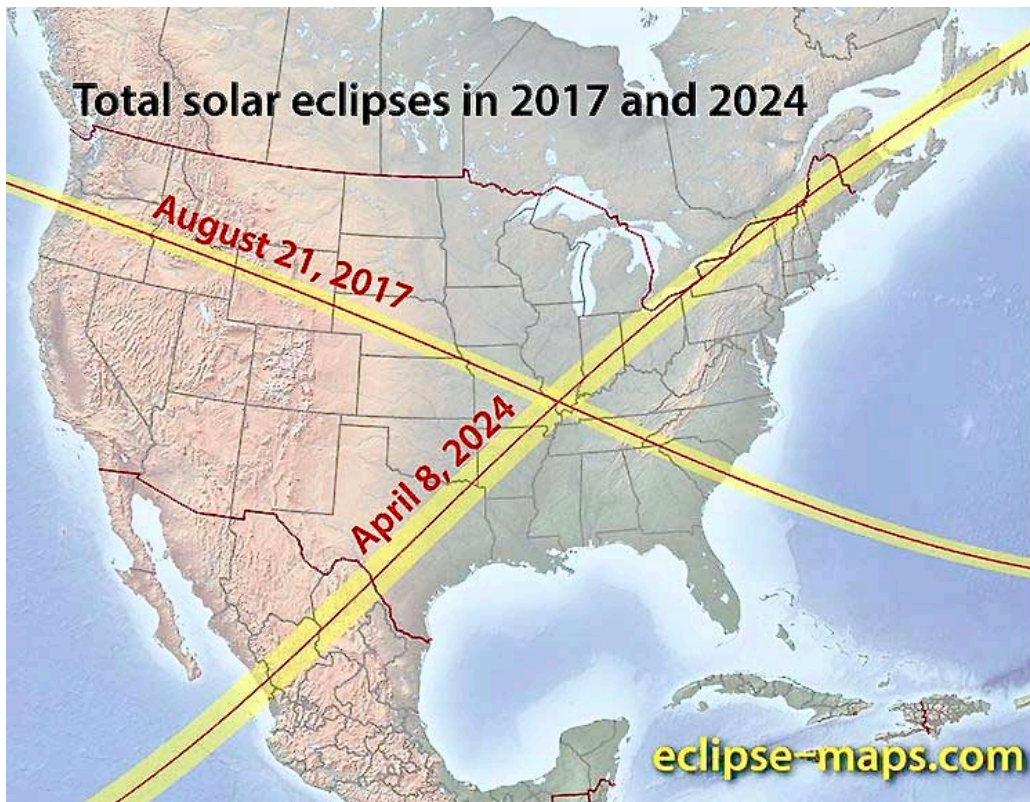 Total solar eclipses in 2017 and 2024
August 21, 2017
April 8, 2024
eclipse-maps.com